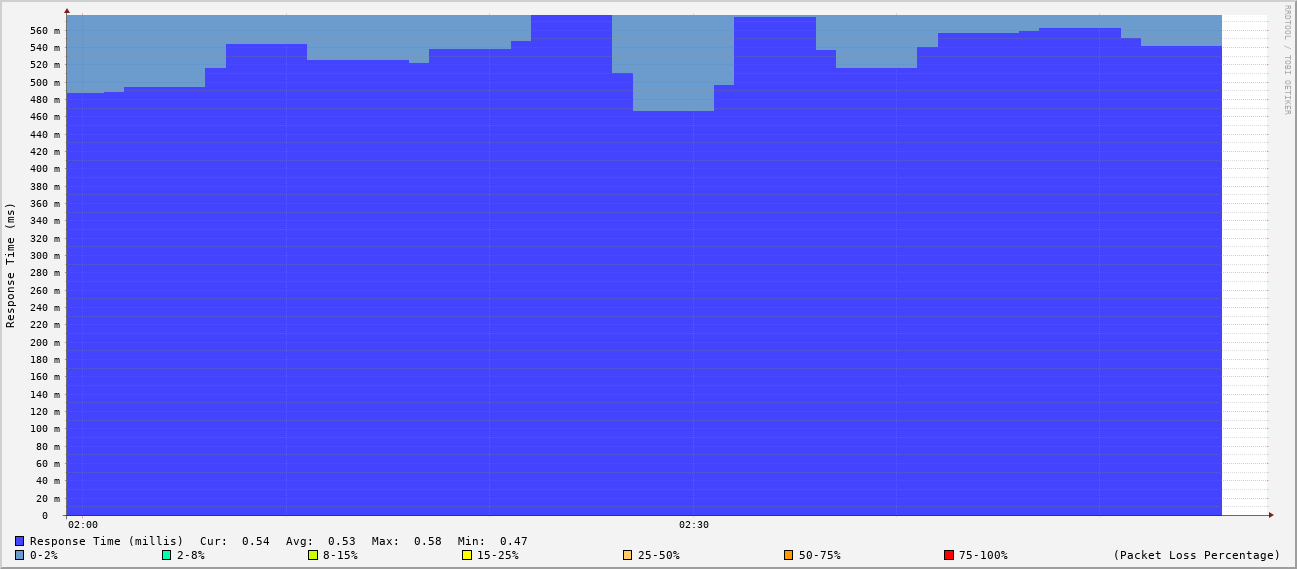 RRDTOOL / TOBI OETIKER
Response Time (ms)
560 m
540 m
520 m
500 m
480 m
460 m
440 m
420 m
400 m
380 m
360 m
340 m
320 m
300 m
280 m
260 m
240 m
220 m
200 m
180 m
160 m
140 m
120 m
100 m
80 m
60 m
40 m
20 m
0
02:00 02:30
Response Time (millis) Cur: 0.54 Avg: 0.53 Max: 0.58 Min: 0.47
0-2% 2-8% 8-15% 15-25% 25-50% 50-75% 75-100% (Packet Loss Percentage)